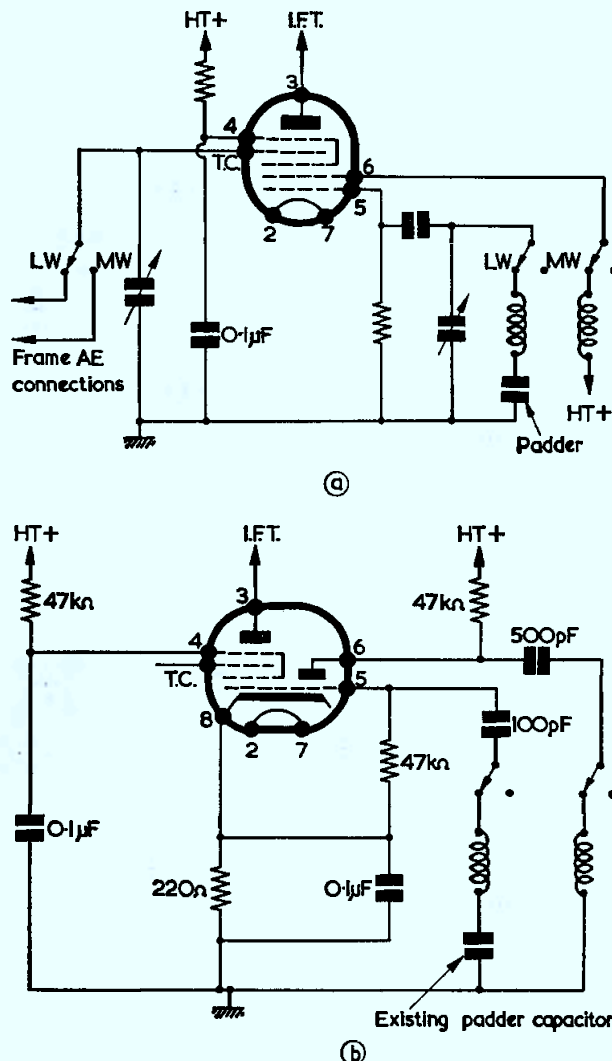 HT+
I.F.T.
3
4
T.C.
6
5
2
7
LW
MW
LW
MW
0·1µF
Frame AE
connections
HT+
Padder
a
HT+
I.F.T.
HT+
47kΩ
3
47kΩ
500pF
4
6
T.C.
5
8
100pF
2
7
47kΩ
0·1µF
220Ω
0·1µF
Existing padder capacitor
b